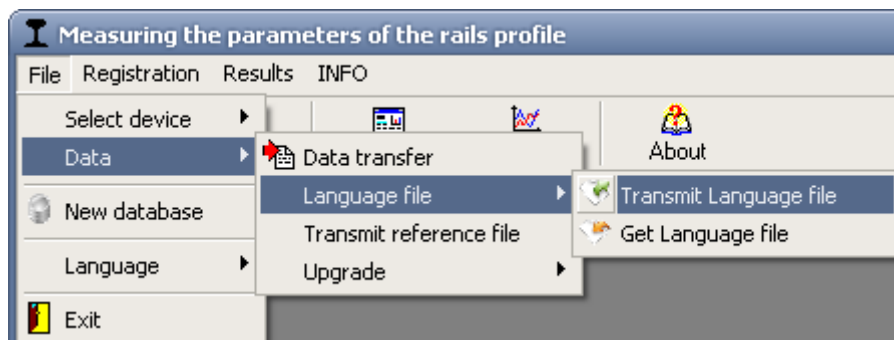 Measuring the parameters of the rails profile
File Registration Results INFO
Select device
Data
New database
Language
Exit
Data transfer
Language file
Transmit reference file
Upgrade
Transmit Language file
Get Language file
About